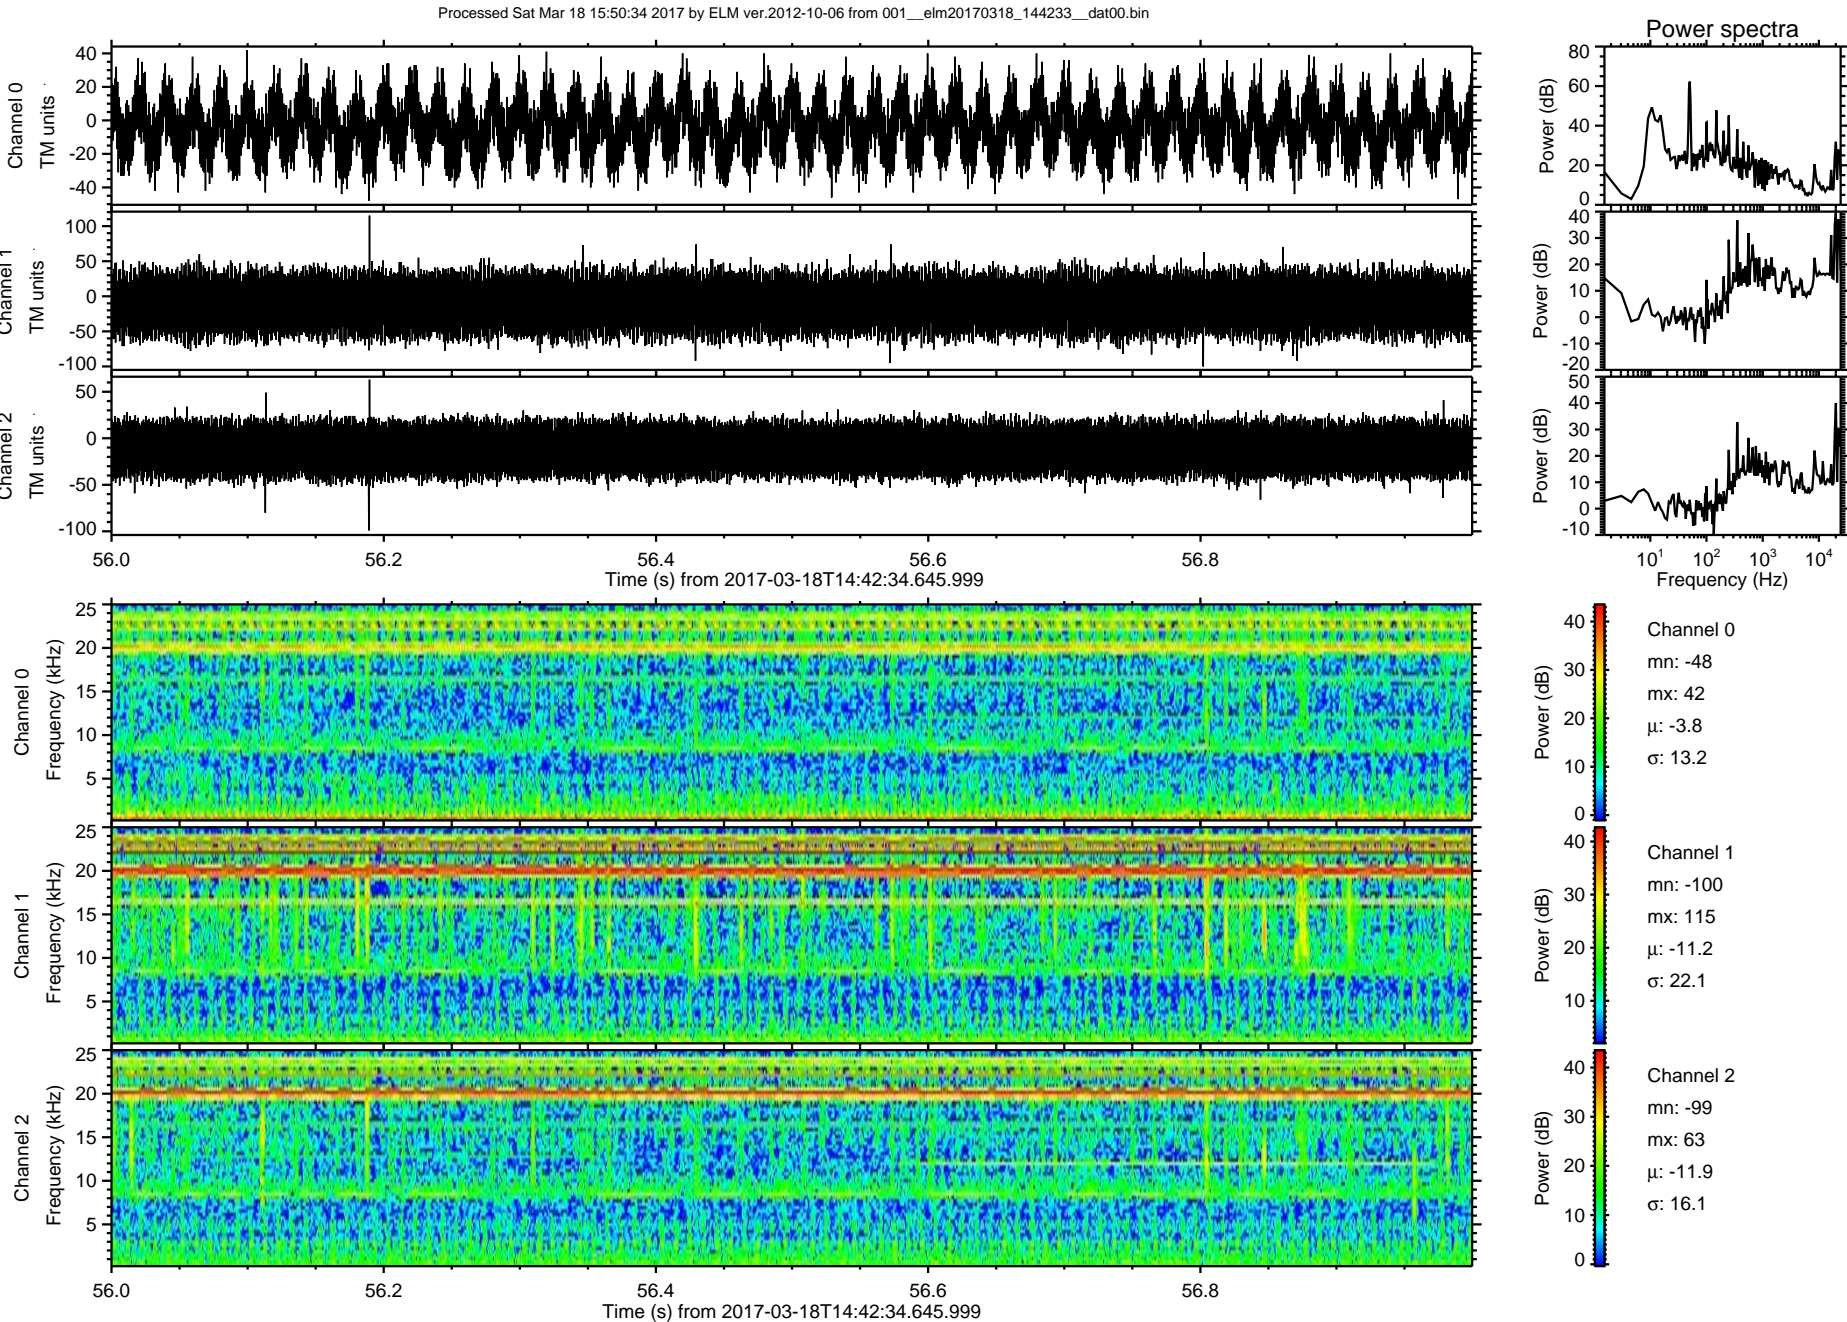 Processed Sat Mar 18 15:50:34 2017 by ELM ver.2012-10-06 from 001__elm20170318_144233__dat00.bin
Power spectra
Channel 0
TM units
40
20
0
-20
-40
Power (dB)
80
60
40
20
0
Channel 1
TM units
100
50
0
-50
-100
Power (dB)
40
30
20
10
0
-10
-20
Channel 2
TM units
50
0
-50
-100
Power (dB)
50
40
30
20
10
0
-10
56.0 56.2 56.4 56.6 56.8
Time (s) from 2017-03-18T14:42:34.645.999
10¹ 10² 10³ 10⁴
Frequency (Hz)
Channel 0
Frequency (kHz)
25
20
15
10
5
Power (dB)
40
30
20
10
0
Channel 0
mn: -48
mx: 42
µ: -3.8
σ: 13.2
Channel 1
Frequency (kHz)
25
20
15
10
5
Power (dB)
40
30
20
10
Channel 1
mn: -100
mx: 115
µ: -11.2
σ: 22.1
Channel 2
Frequency (kHz)
25
20
15
10
5
Power (dB)
40
30
20
10
0
Channel 2
mn: -99
mx: 63
µ: -11.9
σ: 16.1
56.0 56.2 56.4 56.6 56.8
Time (s) from 2017-03-18T14:42:34.645.999